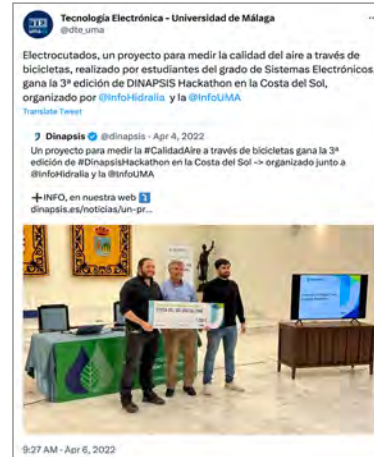 Tecnología Electrónica - Universidad de Málaga
@dte_uma
Electrocutados, un proyecto para medir la calidad del aire a través de
bicicletas, realizado por estudiantes del grado de Sistemas Electrónicos
gana la 3ª edición de DINAPSIS Hackathon en la Costa del Sol,
organizado por @InfoHidralia y la @InfoUMA
Translate Tweet
Dinapsis @dinapsis · Apr 4, 2022
Un proyecto para medir la #CalidadAire a través de bicicletas gana la 3ª
edición de #DinapsisHackathon en la Costa del Sol -> organizado junto a
@InfoHidralia y la @InfoUMA
+INFO, en nuestra web
dinapsis.es/noticias/un-pr...
9:27 AM · Apr 6, 2022